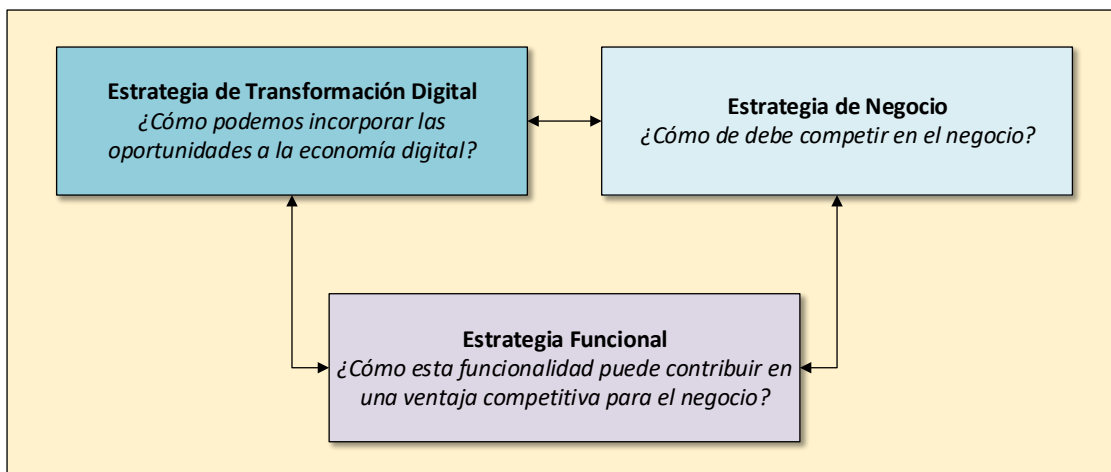 Estrategia de Transformación Digital
¿Cómo podemos incorporar las
oportunidades a la economía digital?
Estrategia de Negocio
¿Cómo de debe competir en el negocio?
Estrategia Funcional
¿Cómo esta funcionalidad puede contribuir en
una ventaja competitiva para el negocio?